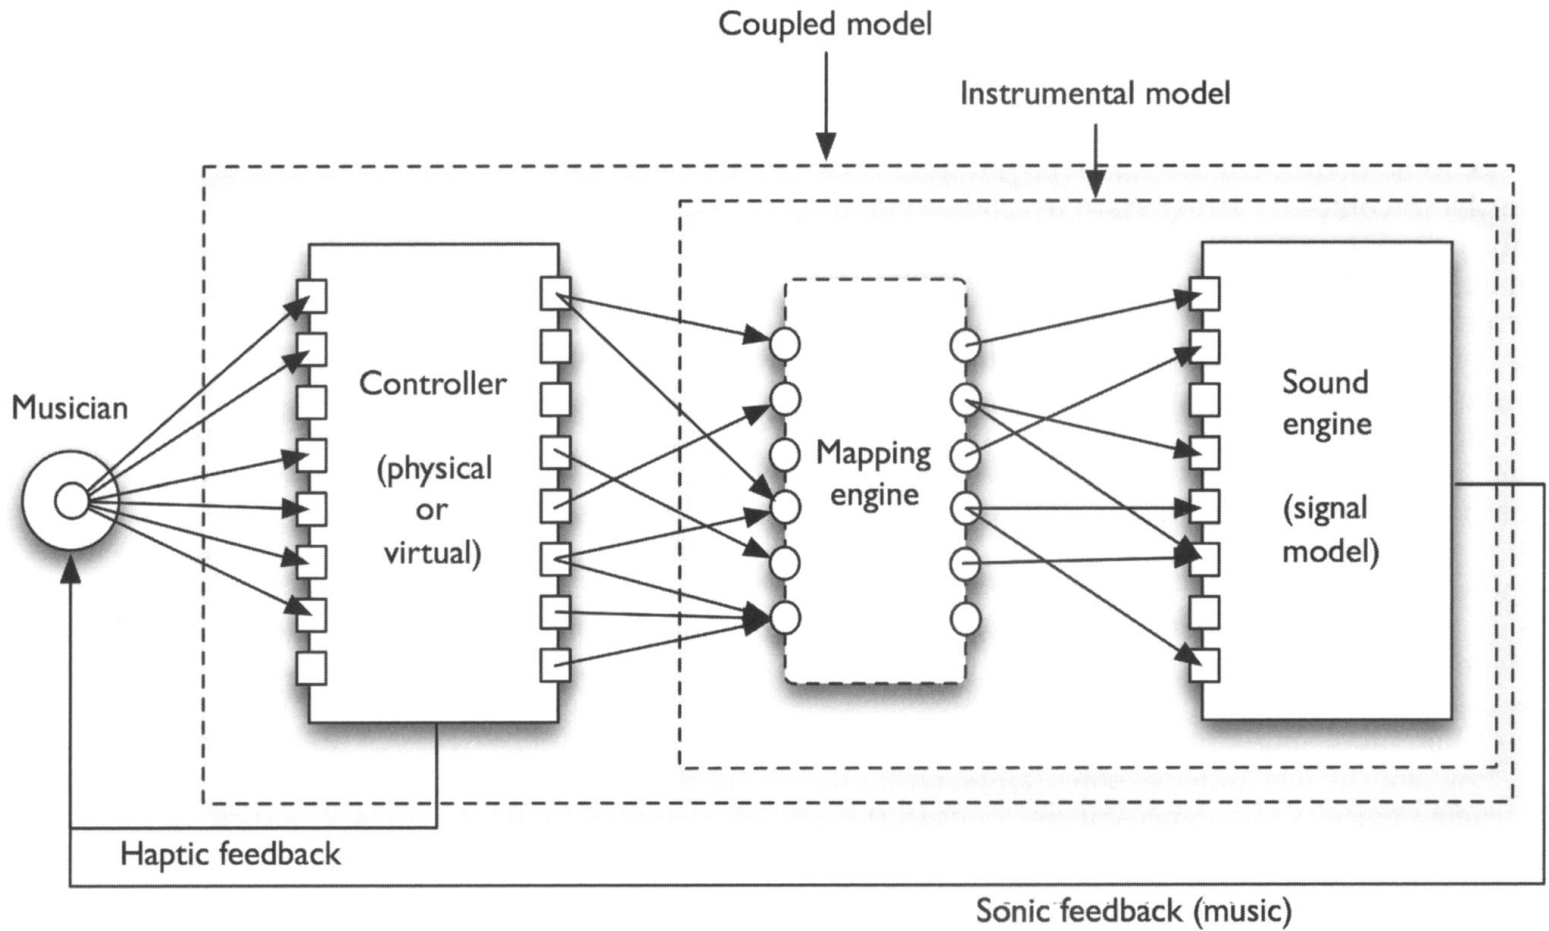 Coupled model
Instrumental model
Musician
Controller
(physical
or
virtual)
Mapping
engine
Sound
engine
(signal
model)
Haptic feedback
Sonic feedback (music)